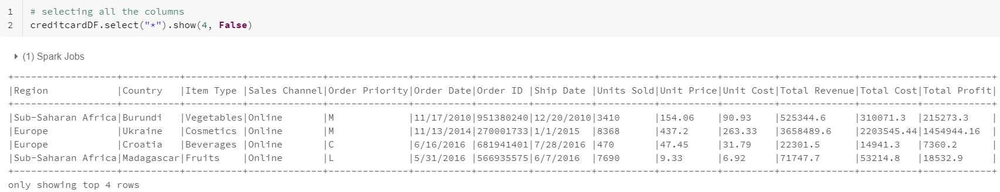 1 # selecting all the columns
2 creditcardDF.select("*").show(4, False)
(1) Spark Jobs
+------------------+----------+----------+-------------+--------------+----------+---------+----------+----------+----------+---------+-------------+----------+------------+
|Region            |Country   |Item Type |Sales Channel|Order Priority|Order Date|Order ID |Ship Date |Units Sold|Unit Price|Unit Cost|Total Revenue|Total Cost|Total Profit|
+------------------+----------+----------+-------------+--------------+----------+---------+----------+----------+----------+---------+-------------+----------+------------+
|Sub-Saharan Africa|Burundi   |Vegetables|Online       |M             |11/17/2010|951380240|12/20/2010|3410      |154.06    |90.93    |525344.6     |310071.3  |215273.3    |
|Europe            |Ukraine   |Cosmetics |Online       |M             |11/13/2014|270001733|1/1/2015  |8368      |437.2     |263.33   |3658489.6    |2203545.44|1454944.16  |
|Europe            |Croatia   |Beverages |Online       |C             |6/16/2016 |681941401|7/28/2016 |470       |47.45     |31.79    |22301.5      |14941.3   |7360.2      |
|Sub-Saharan Africa|Madagascar|Fruits    |Online       |L             |5/31/2016 |566935575|6/7/2016  |7690      |9.33      |6.92     |71747.7      |53214.8   |18532.9     |
+------------------+----------+----------+-------------+--------------+----------+---------+----------+----------+----------+---------+-------------+----------+------------+
only showing top 4 rows